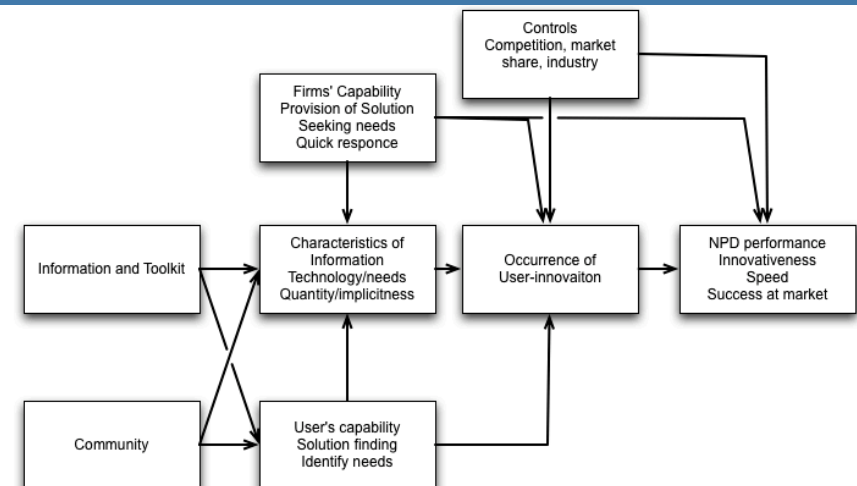 Controls
Competition, market
share, industry
Firms' Capability
Provision of Solution
Seeking needs
Quick responce
Information and Toolkit
Characteristics of
Information
Technology/needs
Quantity/implicitness
Occurrence of
User-innovaiton
NPD performance
Innovativeness
Speed
Success at market
Community
User's capability
Solution finding
Identify needs